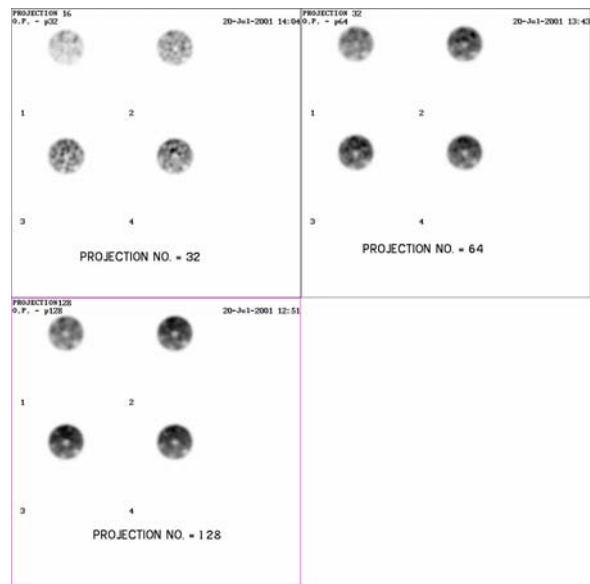 PROJECTION 16
O.P. - p32 20-Jul-2001 14:04
1 2
3 4
PROJECTION NO. = 32
PROJECTION 32
O.P. - p64 20-Jul-2001 13:43
1 2
3 4
PROJECTION NO. = 64
PROJECTION128
O.P. - p128 20-Jul-2001 12:51
1 2
3 4
PROJECTION NO. = 128